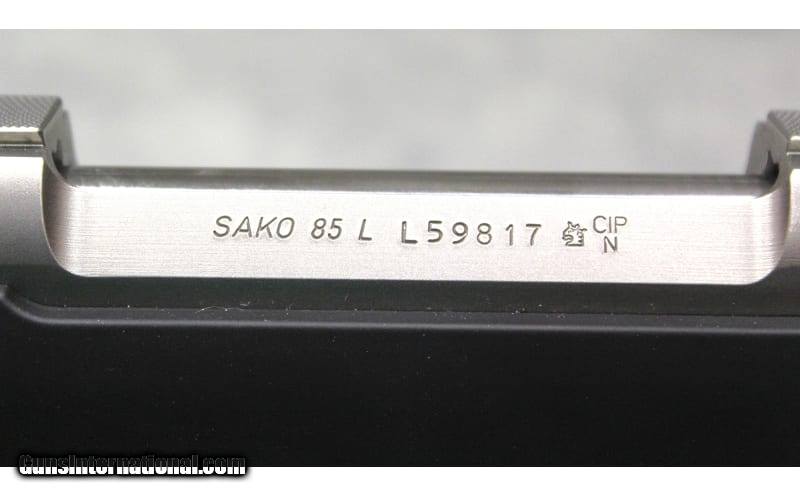 SAKO 85 L L59817 CIP
N
GunsInternational.com